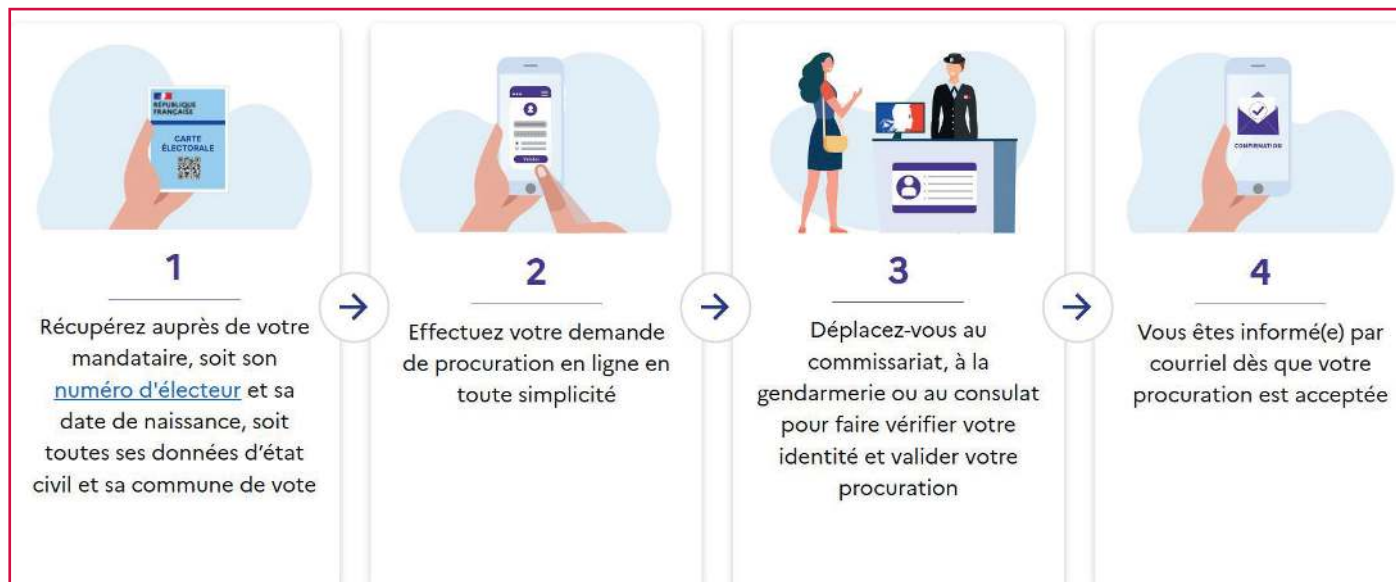 RÉPUBLIQUE
FRANÇAISE
CARTE
ÉLECTORALE
1
Récupérez auprès de votre
mandataire, soit son
numéro d'électeur et sa
date de naissance, soit
toutes ses données d'état
civil et sa commune de vote
2
Effectuez votre demande
de procuration en ligne en
toute simplicité
3
Déplacez-vous au
commissariat, à la
gendarmerie ou au consulat
pour faire vérifier votre
identité et valider votre
procuration
CONFIRMATION
4
Vous êtes informé(e) par
courriel dès que votre
procuration est acceptée